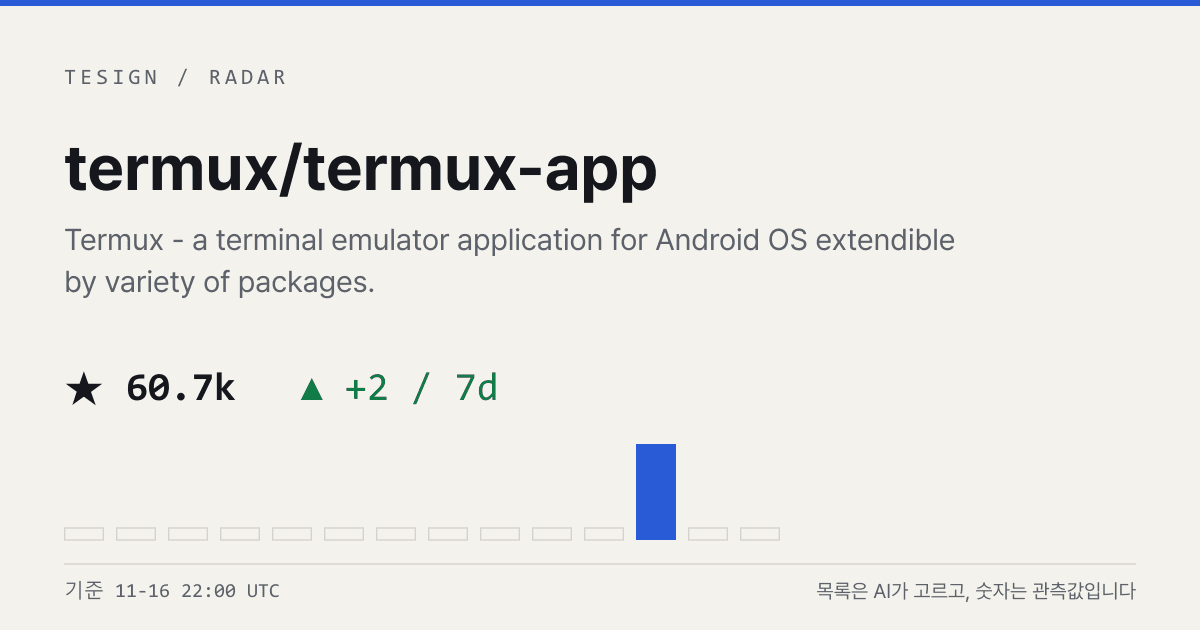 TESIGN / RADAR
termux/termux-app
Termux - a terminal emulator application for Android OS extendible
by variety of packages.
★ 60.7k ▲ +2 / 7d
기준 11-16 22:00 UTC
목록은 AI가 고르고, 숫자는 관측값입니다